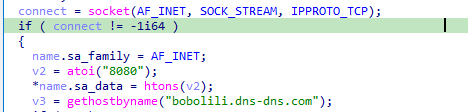 connect = socket(AF_INET, SOCK_STREAM, IPPROTO_TCP);
if ( connect != -1i64 )
{
name.sa_family = AF_INET;
v2 = atoi("8080");
*name.sa_data = htons(v2);
v3 = gethostbyname("bobolili.dns-dns.com");